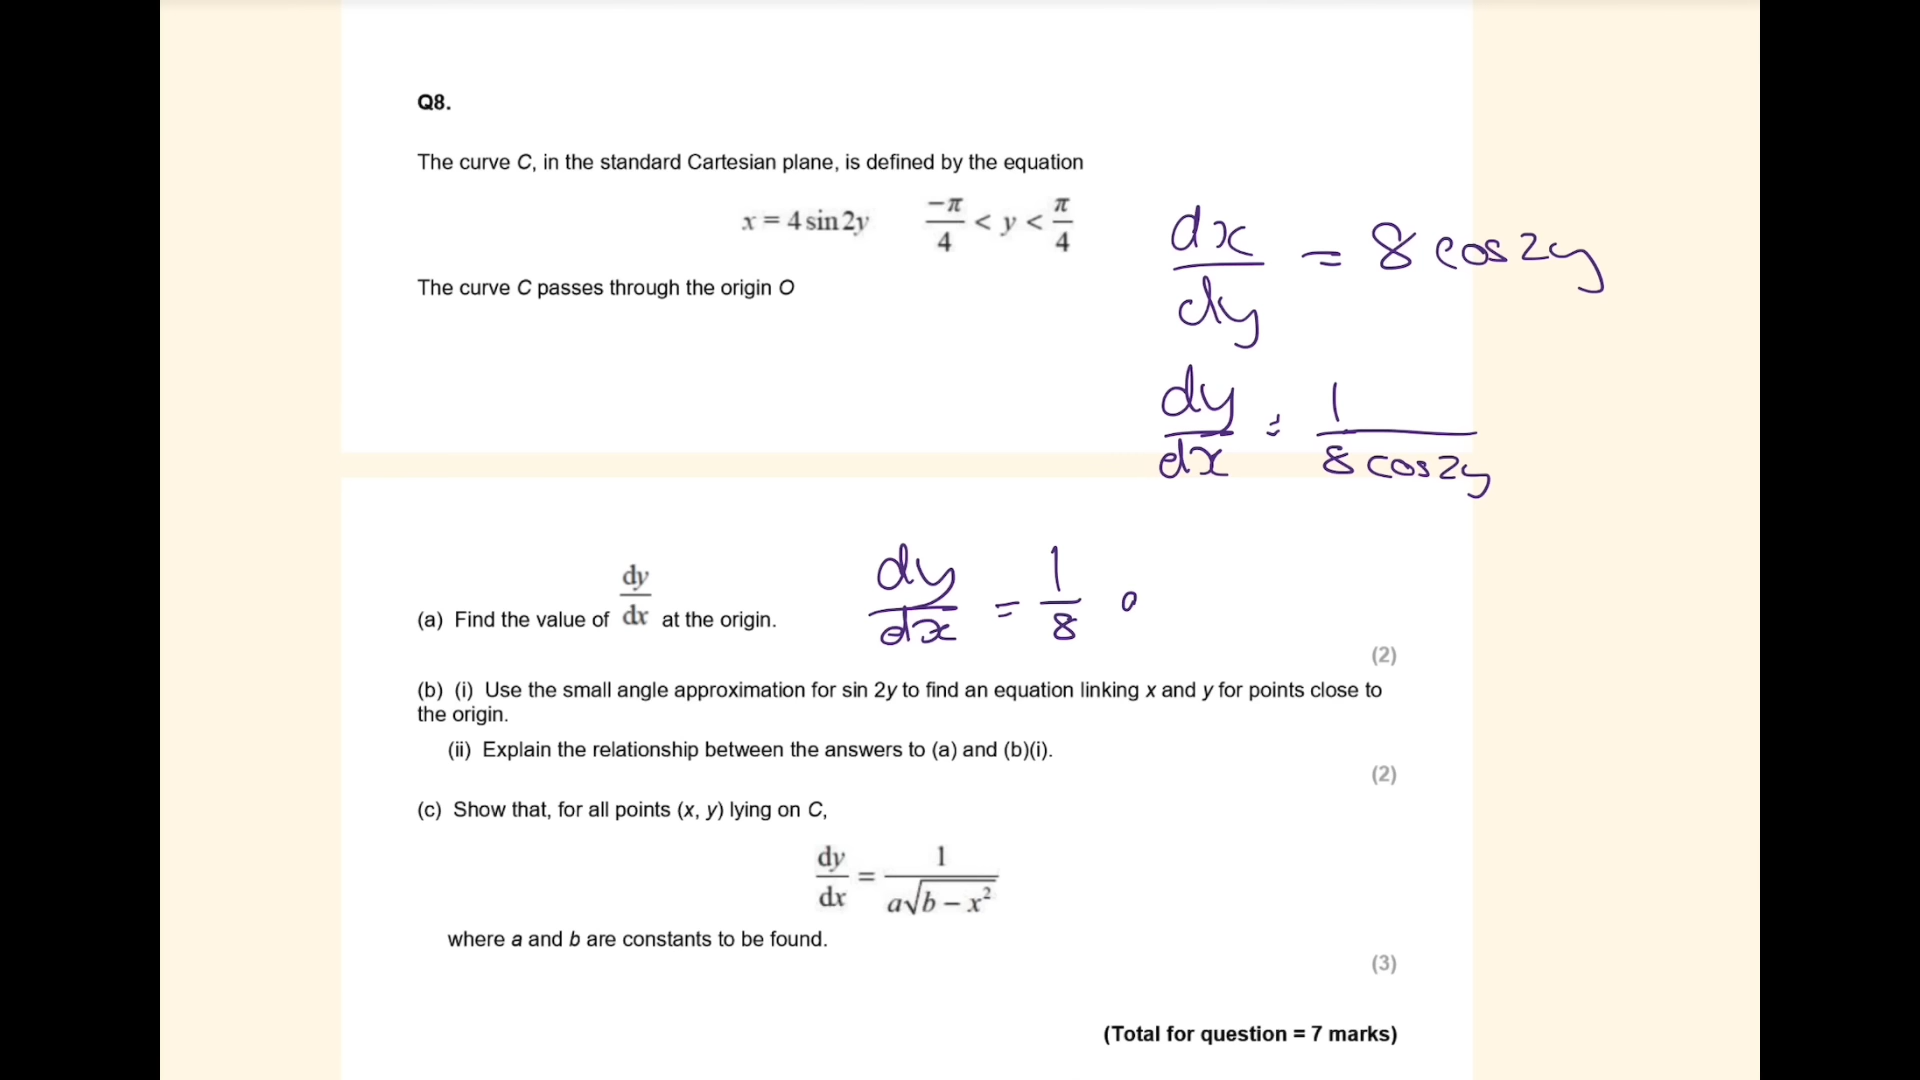 Q8.
The curve C, in the standard Cartesian plane, is defined by the equation
x = 4 sin 2y    -π/4 < y < π/4
dx/dy = 8 cos 2y
The curve C passes through the origin O
dy/dx = 1/(8 cos 2y)
(a) Find the value of dy/dx at the origin.
dy/dx = 1/8
(2)
(b) (i) Use the small angle approximation for sin 2y to find an equation linking x and y for points close to
the origin.
(ii) Explain the relationship between the answers to (a) and (b)(i).
(2)
(c) Show that, for all points (x, y) lying on C,
dy/dx = 1/(a√(b – x²))
where a and b are constants to be found.
(3)
(Total for question = 7 marks)